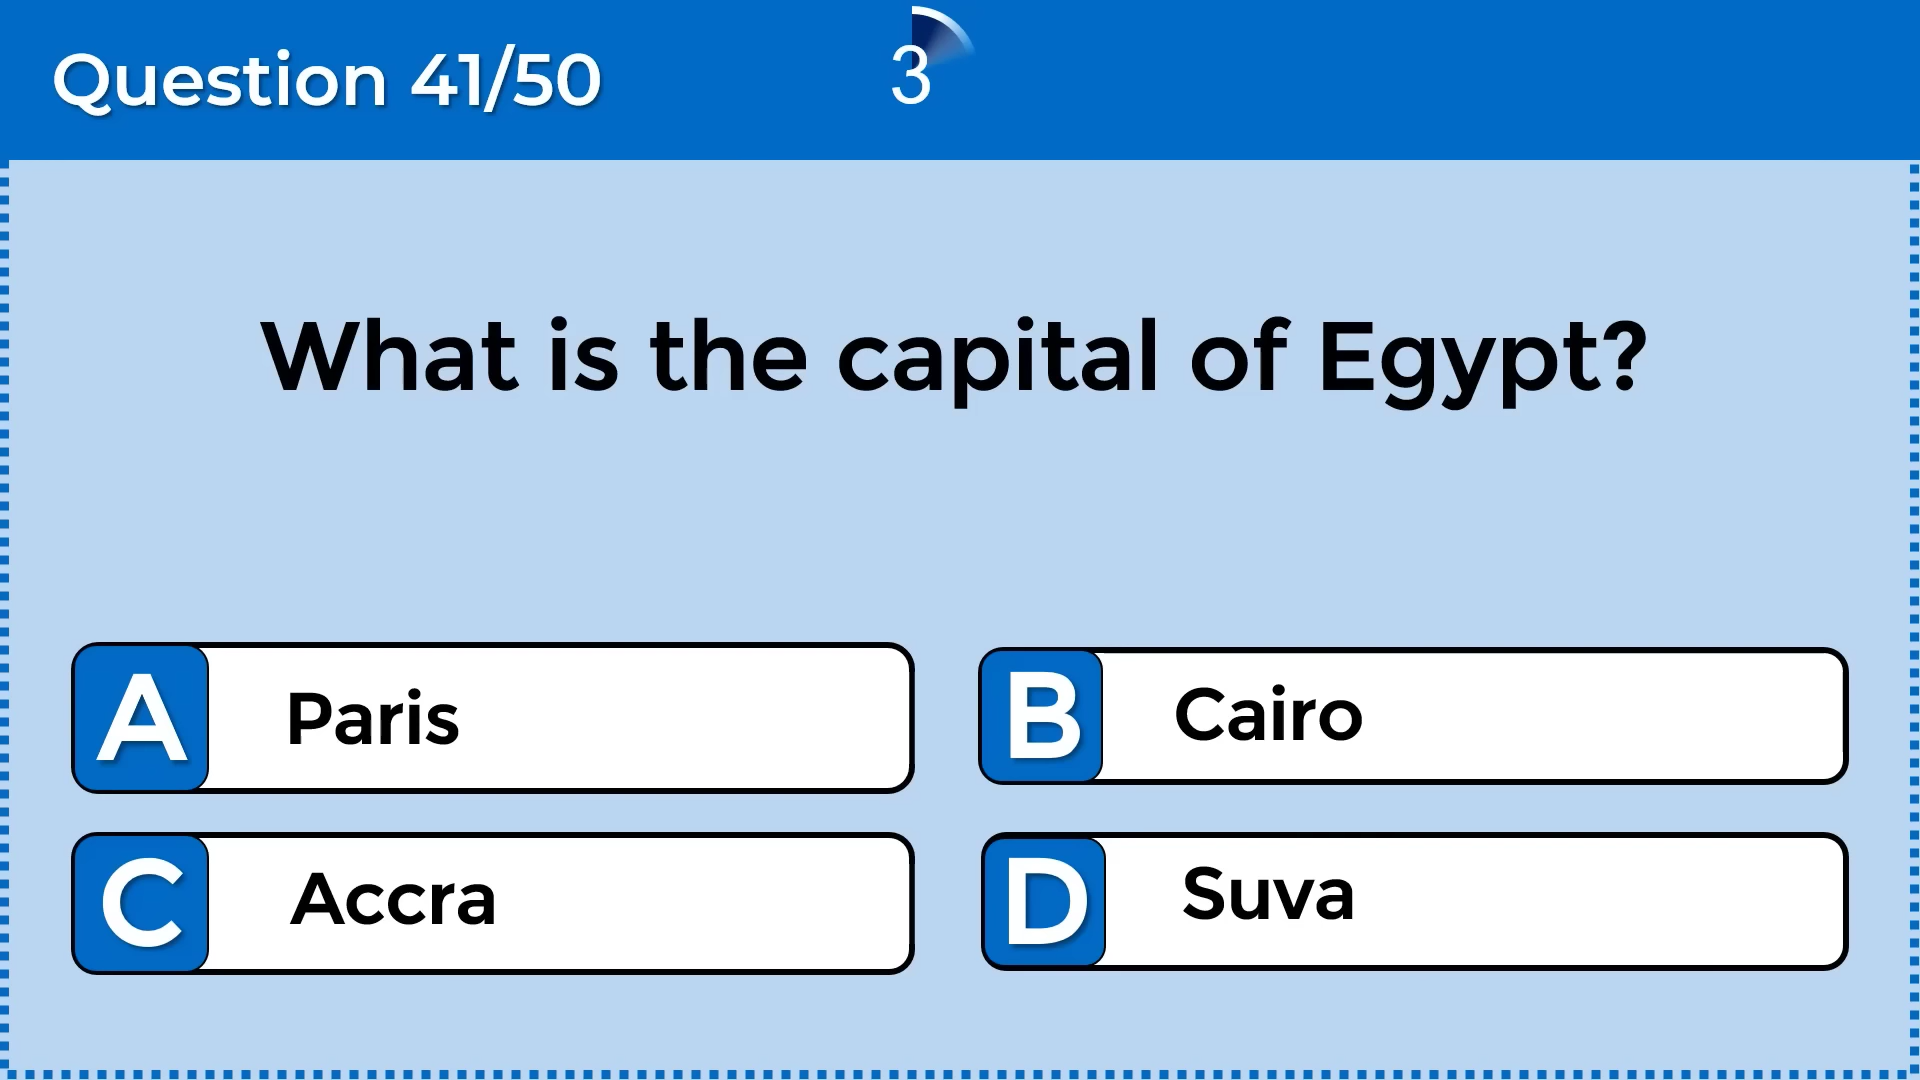 Question 41/50
3
What is the capital of Egypt?
A Paris
B Cairo
C Accra
D Suva